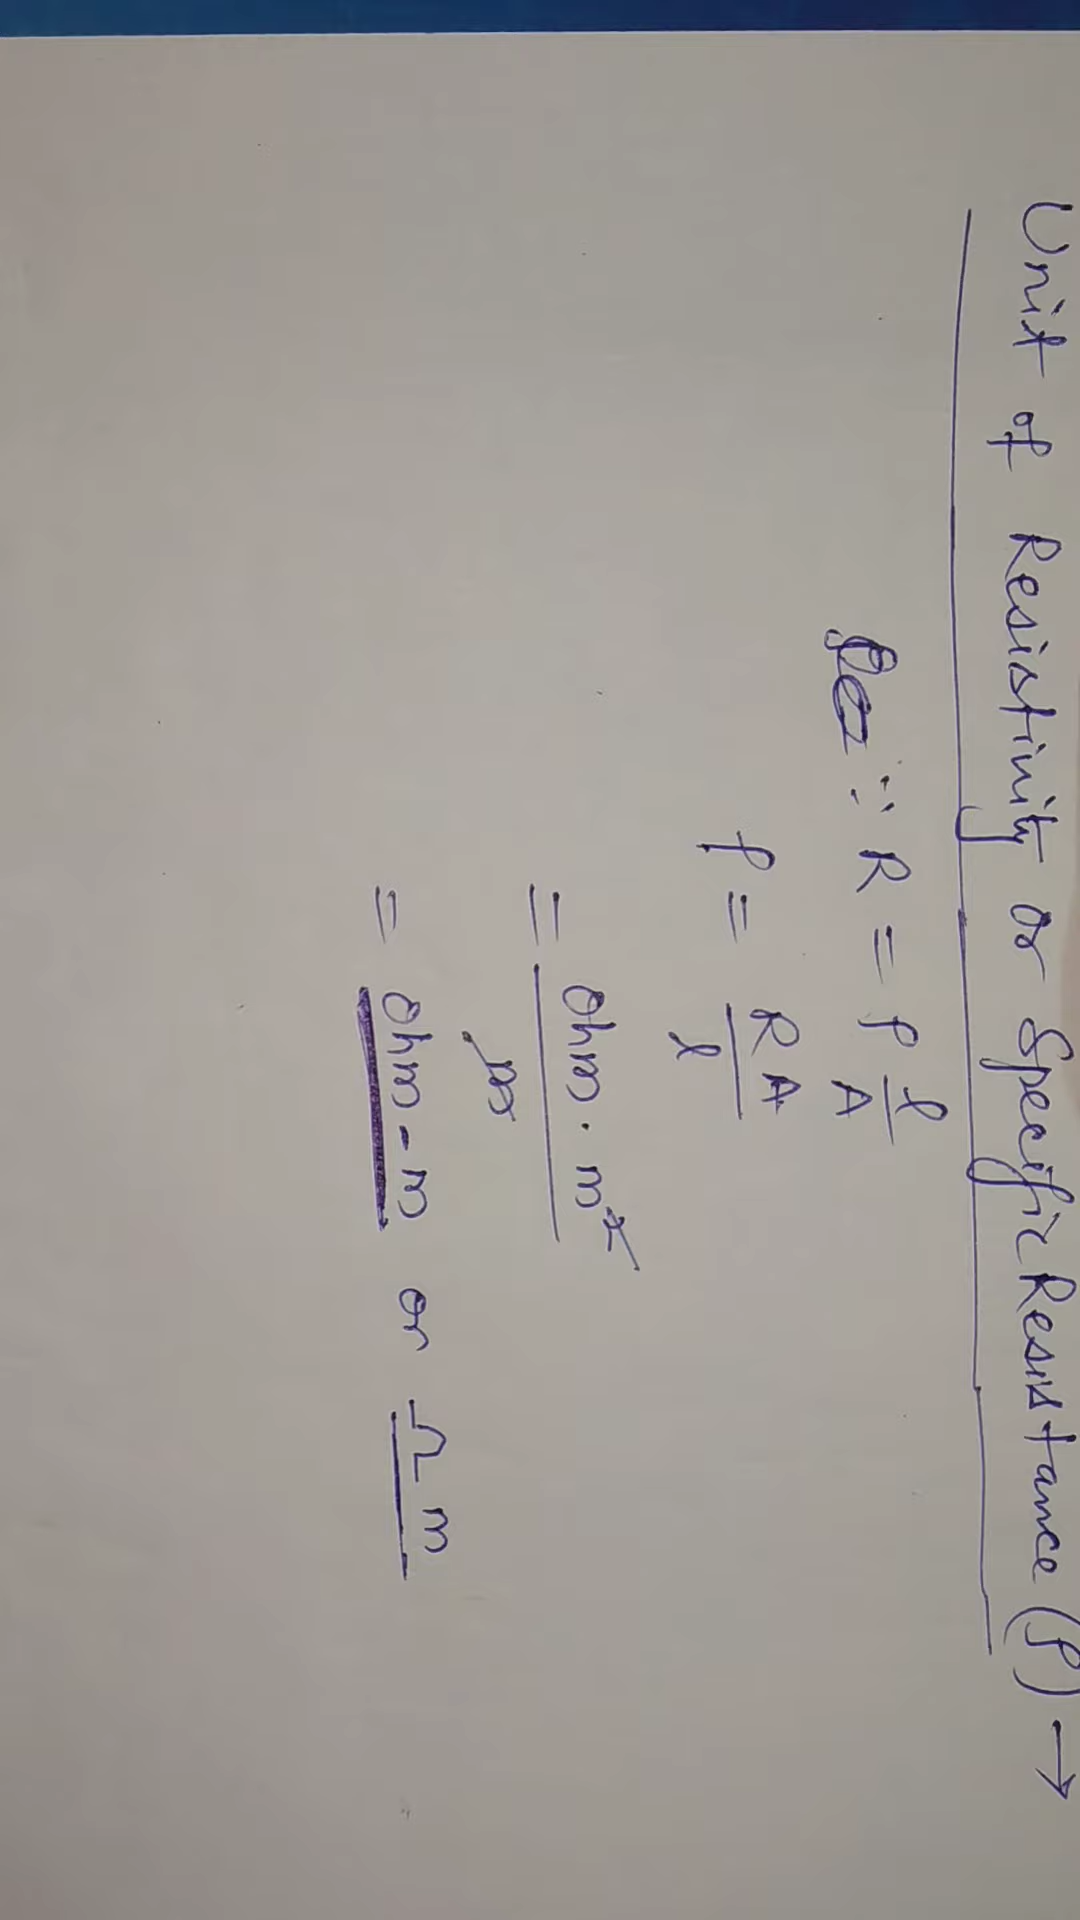 Unit of Resistivity or Specific Resistance (ρ) →
∵ R = ρ l/A
ρ = RA/l
= ohm · m²/m
= ohm - m or Ω m